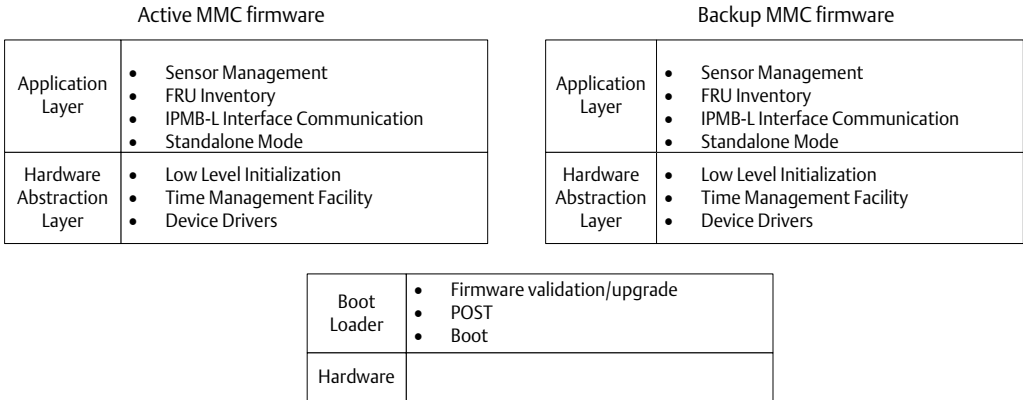 Active MMC firmware
Application
Layer
• Sensor Management
• FRU Inventory
• IPMB-L Interface Communication
• Standalone Mode
Hardware
Abstraction
Layer
• Low Level Initialization
• Time Management Facility
• Device Drivers
Backup MMC firmware
Application
Layer
• Sensor Management
• FRU Inventory
• IPMB-L Interface Communication
• Standalone Mode
Hardware
Abstraction
Layer
• Low Level Initialization
• Time Management Facility
• Device Drivers
Boot
Loader
• Firmware validation/upgrade
• POST
• Boot
Hardware